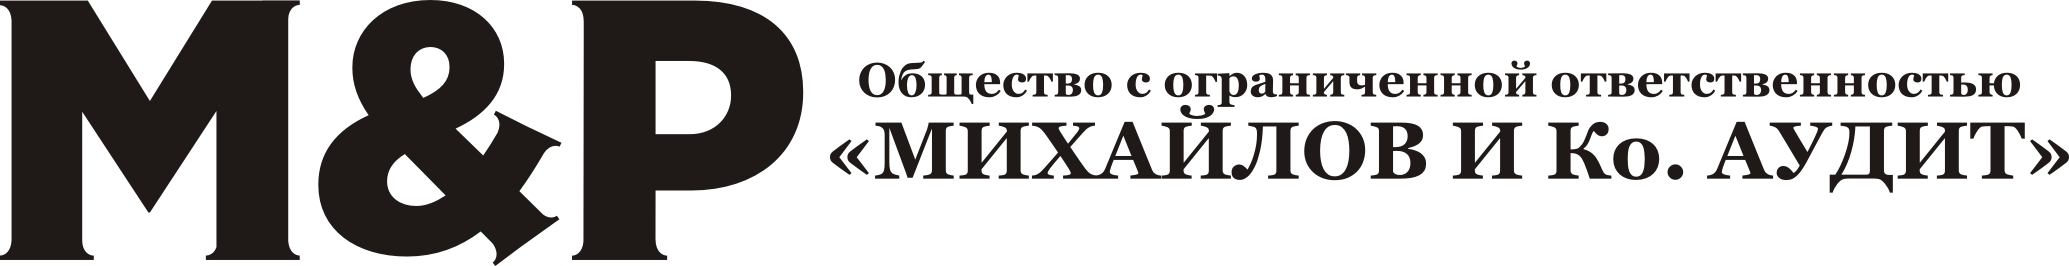 M&P
Общество с ограниченной ответственностью
«МИХАЙЛОВ И Ко. АУДИТ»